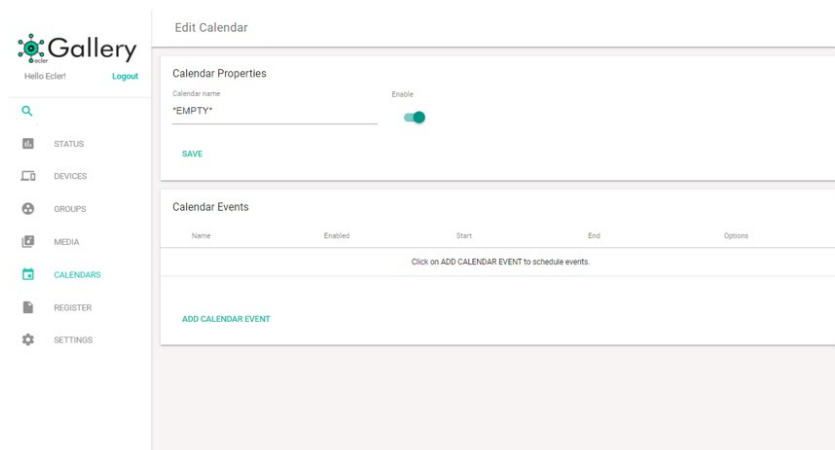 Edit Calendar
Gallery
ecler
Hello Ecler! Logout
STATUS
DEVICES
GROUPS
MEDIA
CALENDARS
REGISTER
SETTINGS
Calendar Properties
Calendar name Enable
*EMPTY*
SAVE
Calendar Events
Name Enabled Start End Options
Click on ADD CALENDAR EVENT to schedule events.
ADD CALENDAR EVENT